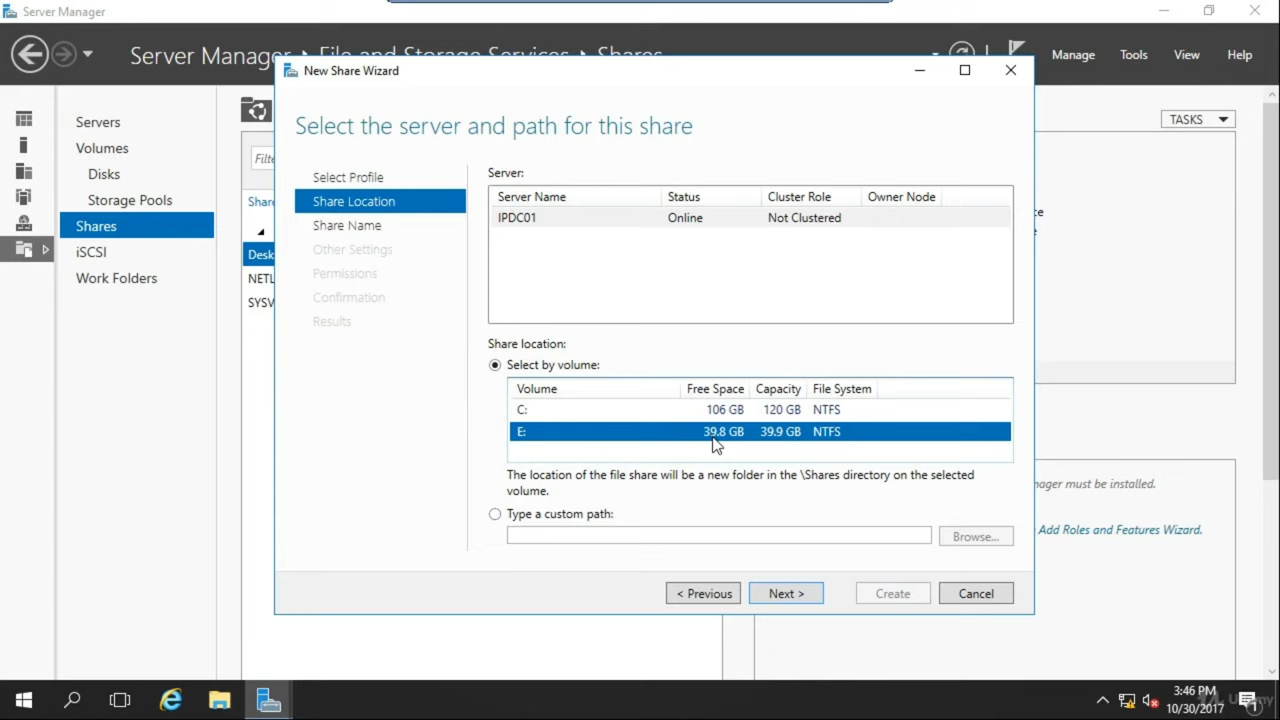 Server Manager
Server Manager ▸ File and Storage Services ▸ Shares
Manage
Tools
View
Help
New Share Wizard
Servers
Volumes
Disks
Storage Pools
Shares
iSCSI
Work Folders
TASKS
Select the server and path for this share
Select Profile
Share Location
Share Name
Other Settings
Permissions
Confirmation
Results
Server:
Server Name Status Cluster Role Owner Node
IPDC01 Online Not Clustered
Share location:
Select by volume:
Volume Free Space Capacity File System
C: 106 GB 120 GB NTFS
E: 39.8 GB 39.9 GB NTFS
The location of the file share will be a new folder in the \Shares directory on the selected
volume.
Type a custom path:
Browse...
< Previous
Next >
Create
Cancel
must be installed.
Add Roles and Features Wizard.
3:46 PM
10/30/2017